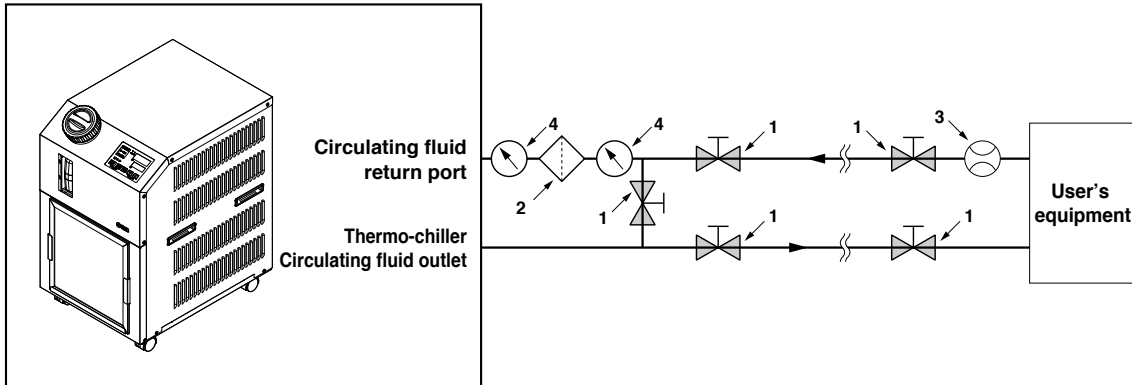 4
4
1
1
3
Circulating fluid
return port
2
1
User's
equipment
1
1
Thermo-chiller
Circulating fluid outlet